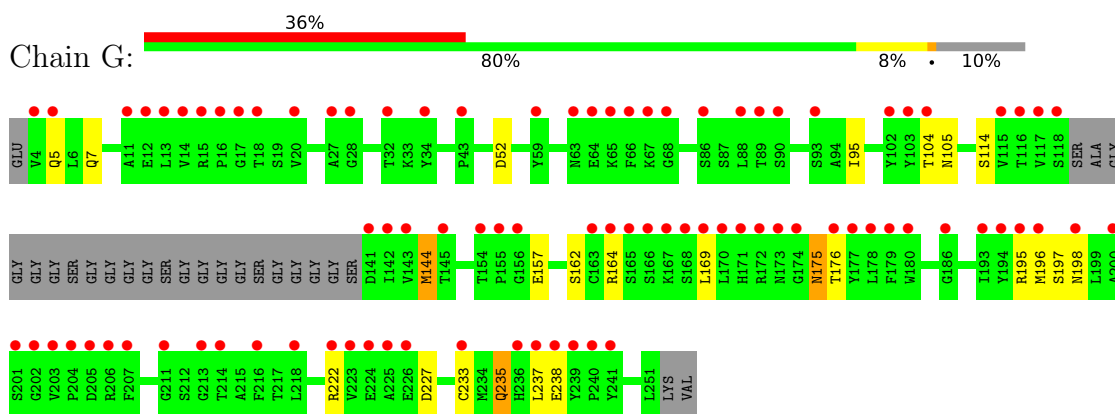 36%
Chain G:
80% 8% • 10%
GLU V4 Q5 L6 Q7 A11 E12 L13 V14 R15 P16 G17 T18 S19 V20 A27 G28 T32 K33 Y34 P43 D52 Y59 N63 E64 K65 F66 K67 G68 S86 S87 L88 T89 S90 S93 A94 I95 Y102 Y103 T104 N105 S114 V115 T116 V117 S118 SER ALA GLY
GLY GLY GLY SER GLY GLY GLY GLY SER GLY GLY GLY GLY SER GLY GLY GLY GLY SER D141 I142 V143 M144 T145 T154 P155 G156 E157 S162 C163 R164 S165 S166 K167 S168 L169 L170 H171 R172 N173 G174 N175 T176 Y177 L178 F179 W180 G186 I193 Y194 R195 M196 S197 N198 L199 A200
S201 G202 V203 P204 D205 R206 F207 G211 S212 G213 T214 A215 F216 T217 L218 R222 V223 E224 A225 E226 D227 C233 M234 Q235 H236 L237 E238 Y239 P240 Y241 L251 LYS VAL